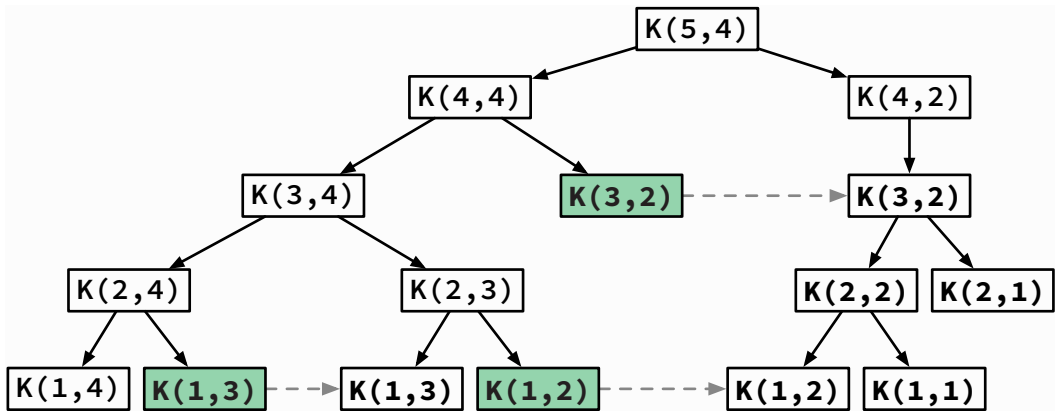 K(5,4)
K(4,4)
K(4,2)
K(3,4)
K(3,2)
K(3,2)
K(2,4)
K(2,3)
K(2,2)
K(2,1)
K(1,4)
K(1,3)
K(1,3)
K(1,2)
K(1,2)
K(1,1)